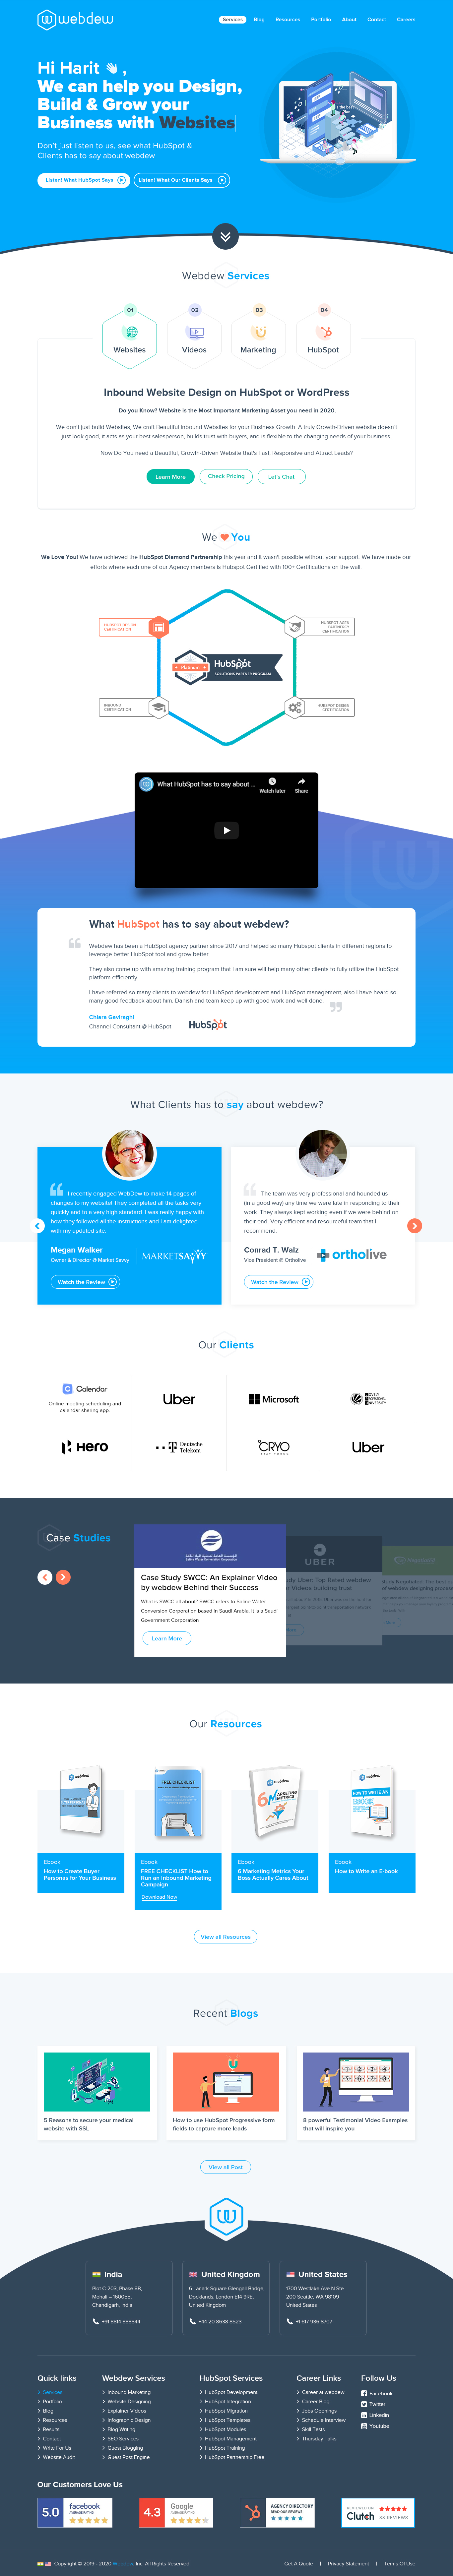 webdew
Services Blog Resources Portfolio About Contact Careers
Hi Harit 👋 ,
We can help you Design,
Build & Grow your
Business with Websites
Don't just listen to us, see what HubSpot &
Clients has to say about webdew
Listen! What HubSpot Says
Listen! What Our Clients Says
Webdew Services
01 02 03 04
Websites Videos Marketing HubSpot
Inbound Website Design on HubSpot or WordPress
Do you Know? Website is the Most Important Marketing Asset you need in 2020.
We don't just build Websites, We craft Beautiful Inbound Websites for your Business Growth. A truly Growth-Driven website doesn't
just look good, it acts as your best salesperson, builds trust with buyers, and is flexible to the changing needs of your business.
Now Do You need a Beautiful, Growth-Driven Website that's Fast, Responsive and Attract Leads?
Learn More
Check Pricing
Let's Chat
We ❤ You
We Love You! We have achieved the HubSpot Diamond Partnership this year and it wasn't possible without your support. We have made our
efforts where each one of our Agency members is Hubspot Certified with 100+ Certifications on the wall.
HUBSPOT DESIGN
CERTIFICATION
HUBSPOT AGEN
PARTNERCY
CERTIFICATION
Platinum
HubSpot
SOLUTIONS PARTNER PROGRAM
INBOUND
CERTIFICATION
HUBSPOT DESIGN
CERTIFICATION
What HubSpot has to say about ...
Watch later
Share
What HubSpot has to say about webdew?
Webdew has been a HubSpot agency partner since 2017 and helped so many Hubspot clients in different regions to
leverage better HubSpot tool and grow better.
They also come up with amazing training program that I am sure will help many other clients to fully utilize the HubSpot
platform efficiently.
I have referred so many clients to webdew for HubSpot development and HubSpot management, also I have heard so
many good feedback about him. Danish and team keep up with good work and well done.
Chiara Gaviraghi
Channel Consultant @ HubSpot
HubSpot
What Clients has to say about webdew?
I recently engaged WebDew to make 14 pages of
changes to my website! They completed all the tasks very
quickly and to a very high standard. I was really happy with
how they followed all the instructions and I am delighted
with my updated site.
Megan Walker
Owner & Director @ Market Savvy
MARKETSAVVY
Watch the Review
The team was very professional and hounded us
(in a good way) every time we were late in responding to their
work. They always kept working even if we were behind on
their end. Very efficient and successful team that I
recommend.
Conrad T. Walz
Vice President @ Ortholive
ortholive
Watch the Review
Our Clients
Calendar
Online meeting scheduling and
calendar sharing app.
Uber
Microsoft
LOVELY
PROFESSIONAL
UNIVERSITY
Hero
Deutsche
Telekom
CRYO
Uber
Case Studies
Case Study SWCC: An Explainer Video
by webdew Behind their Success
What is SWCC all about? SWCC refers to Saline Water
Conversion Corporation based in Saudi Arabia. It is a Saudi
Government Corporation
Learn More
UBER
Our Resources
webdew
FREE CHECKLIST
6 MARKETING METRICS
HOW TO WRITE AN
EBOOK
Ebook
How to Create Buyer
Personas for Your Business
Ebook
FREE CHECKLIST How to
Run an Inbound Marketing
Campaign
Download Now
Ebook
6 Marketing Metrics Your
Boss Actually Cares About
Ebook
How to Write an E-book
View all Resources
Recent Blogs
5 Reasons to secure your medical
website with SSL
How to use HubSpot Progressive form
fields to capture more leads
8 powerful Testimonial Video Examples
that will inspire you
View all Post
India
Plot C-203, Phase 8B,
Mohali – 160055,
Chandigarh, India
+91 8814 888844
United Kingdom
6 Lanark Square Glengall Bridge,
Docklands, London E14 9RE,
United Kingdom
+44 20 8638 8523
United States
1700 Westlake Ave N Ste.
200 Seattle, WA 98109
United States
+1 617 936 8707
Quick links
Services
Portfolio
Blog
Resources
Results
Contact
Write For Us
Website Audit
Webdew Services
Inbound Marketing
Website Designing
Explainer Videos
Infographic Design
Blog Writing
SEO Services
Guest Blogging
Guest Post Engine
HubSpot Services
HubSpot Development
HubSpot Integration
HubSpot Migration
HubSpot Templates
HubSpot Modules
HubSpot Management
HubSpot Training
HubSpot Partnership Free
Career Links
Career at webdew
Career Blog
Jobs Openings
Schedule Interview
Skill Tests
Thursday Talks
Follow Us
Facebook
Twitter
Linkedin
Youtube
Our Customers Love Us
5.0 facebook
AVERAGE RATING
4.3 Google
AVERAGE RATING
AGENCY DIRECTORY
READ OUR REVIEWS
REVIEWED ON
Clutch
29 REVIEWS
Copyright © 2019 - 2020 Webdew, Inc. All Rights Reserved
Get A Quote | Privacy Statement | Terms Of Use